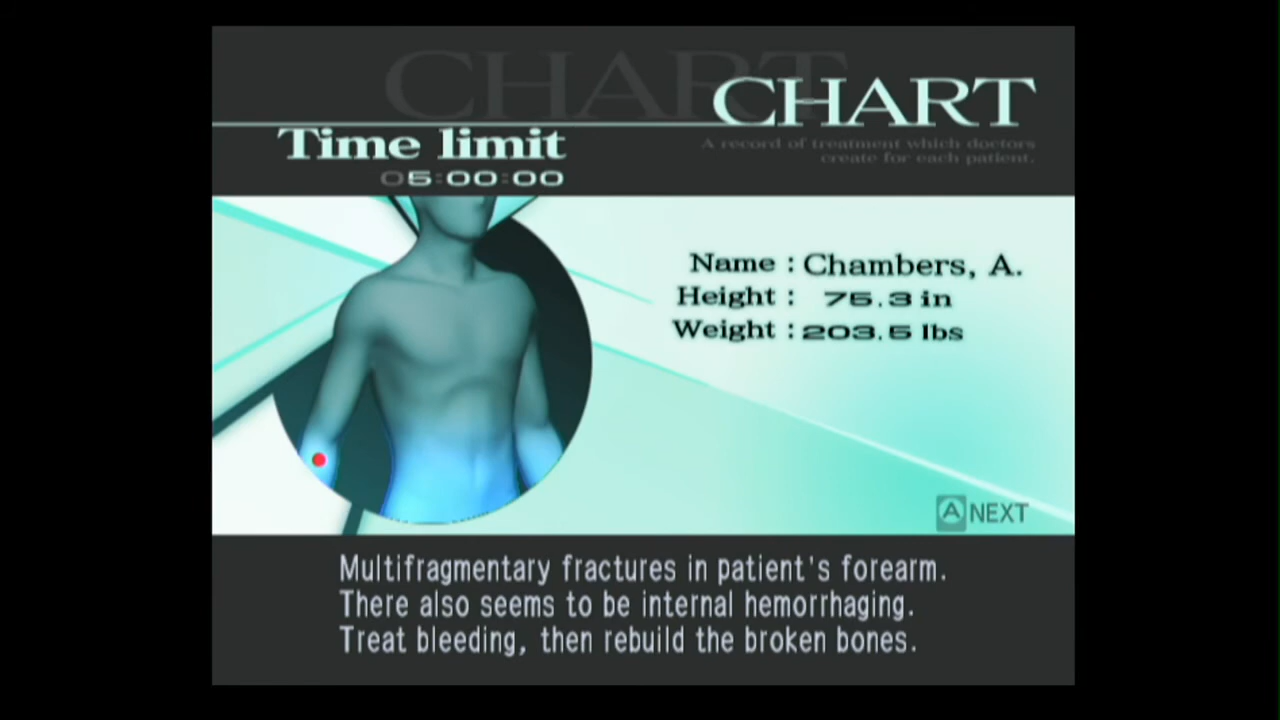 CHART
CHART
A record of treatment which doctors
create for each patient.
Time limit
05:00:00
Name : Chambers, A.
Height : 75.3 in
Weight : 203.5 lbs
A NEXT
Multifragmentary fractures in patient's forearm.
There also seems to be internal hemorrhaging.
Treat bleeding, then rebuild the broken bones.